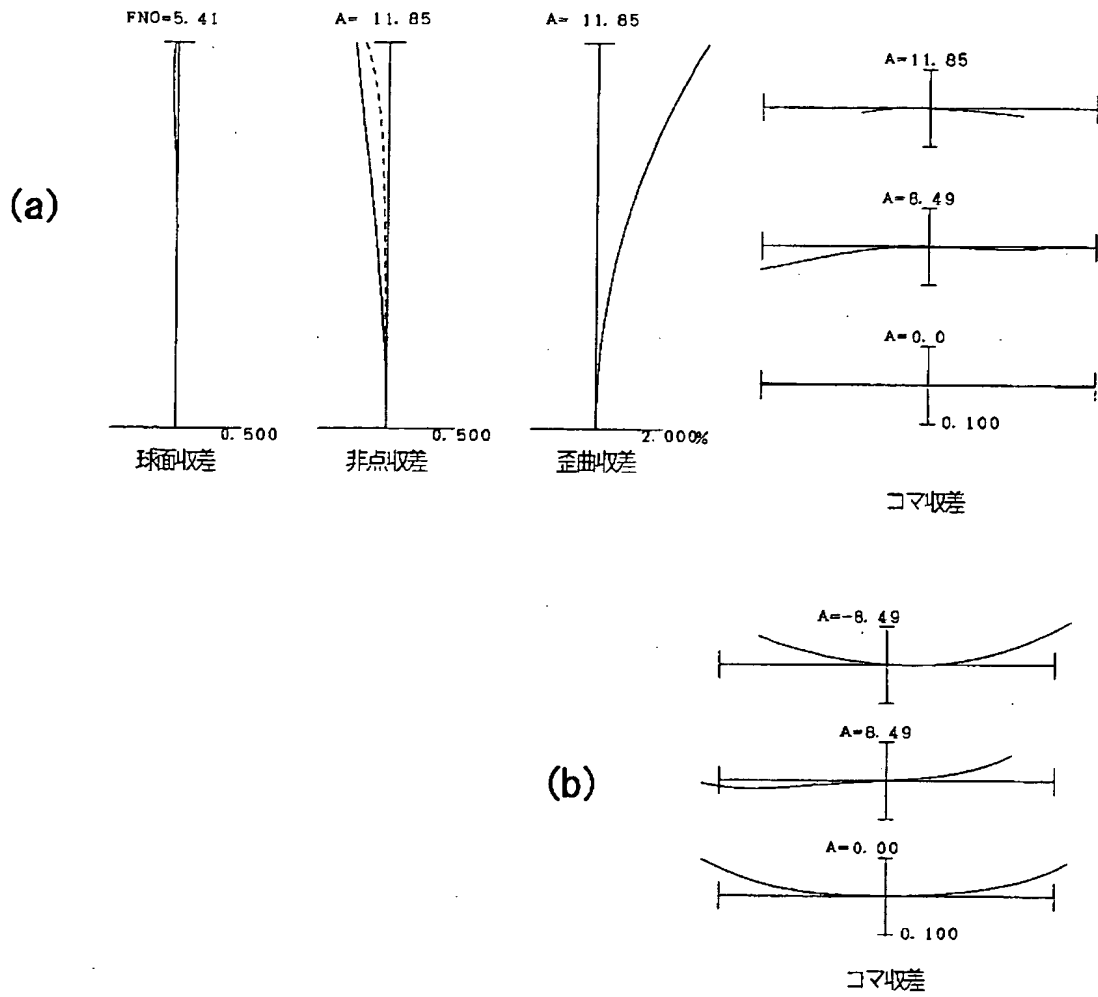 FNO=5.41
A= 11.85
A= 11.85
(a)
0.500
球面収差
0.500
非点収差
2.000%
歪曲収差
A=11.85
A=8.49
A=0.0
0.100
コマ収差
(b)
A=-8.49
A=8.49
A=0.00
0.100
コマ収差